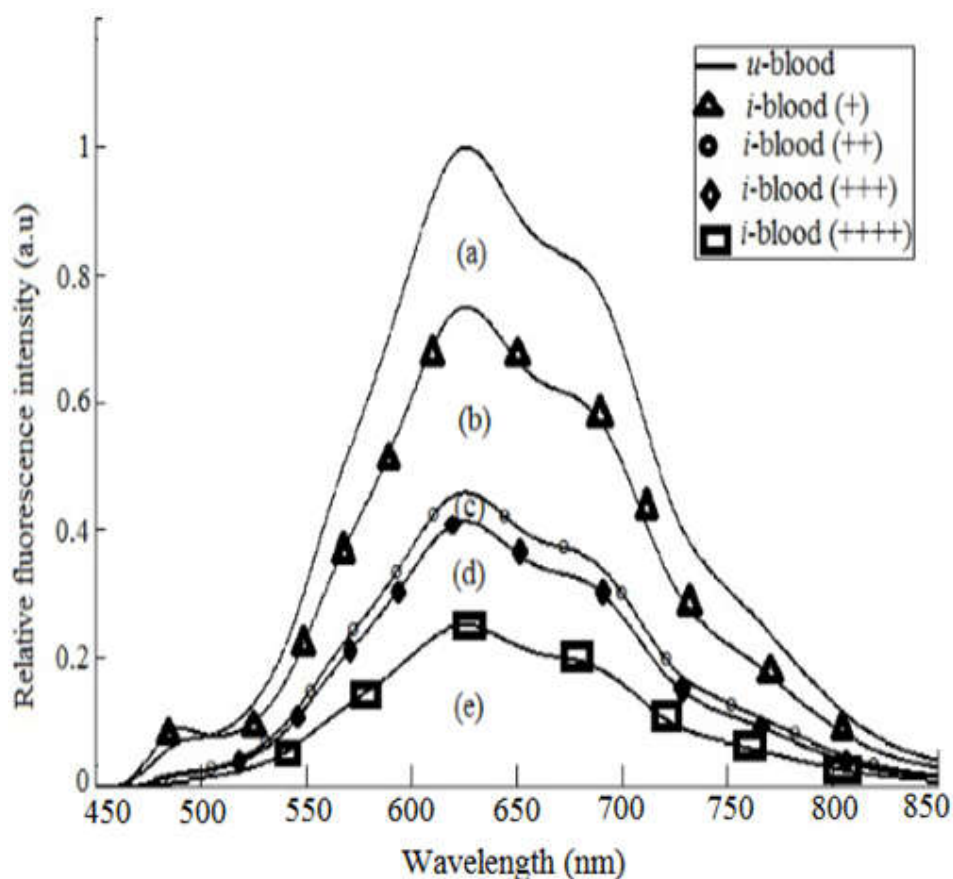 u-blood
i-blood (+)
i-blood (++)
i-blood (+++)
i-blood (++++)
Relative fluorescence intensity (a.u)
1
0.8
0.6
0.4
0.2
0
(a)
(b)
(c)
(d)
(e)
450 500 550 600 650 700 750 800 850
Wavelength (nm)